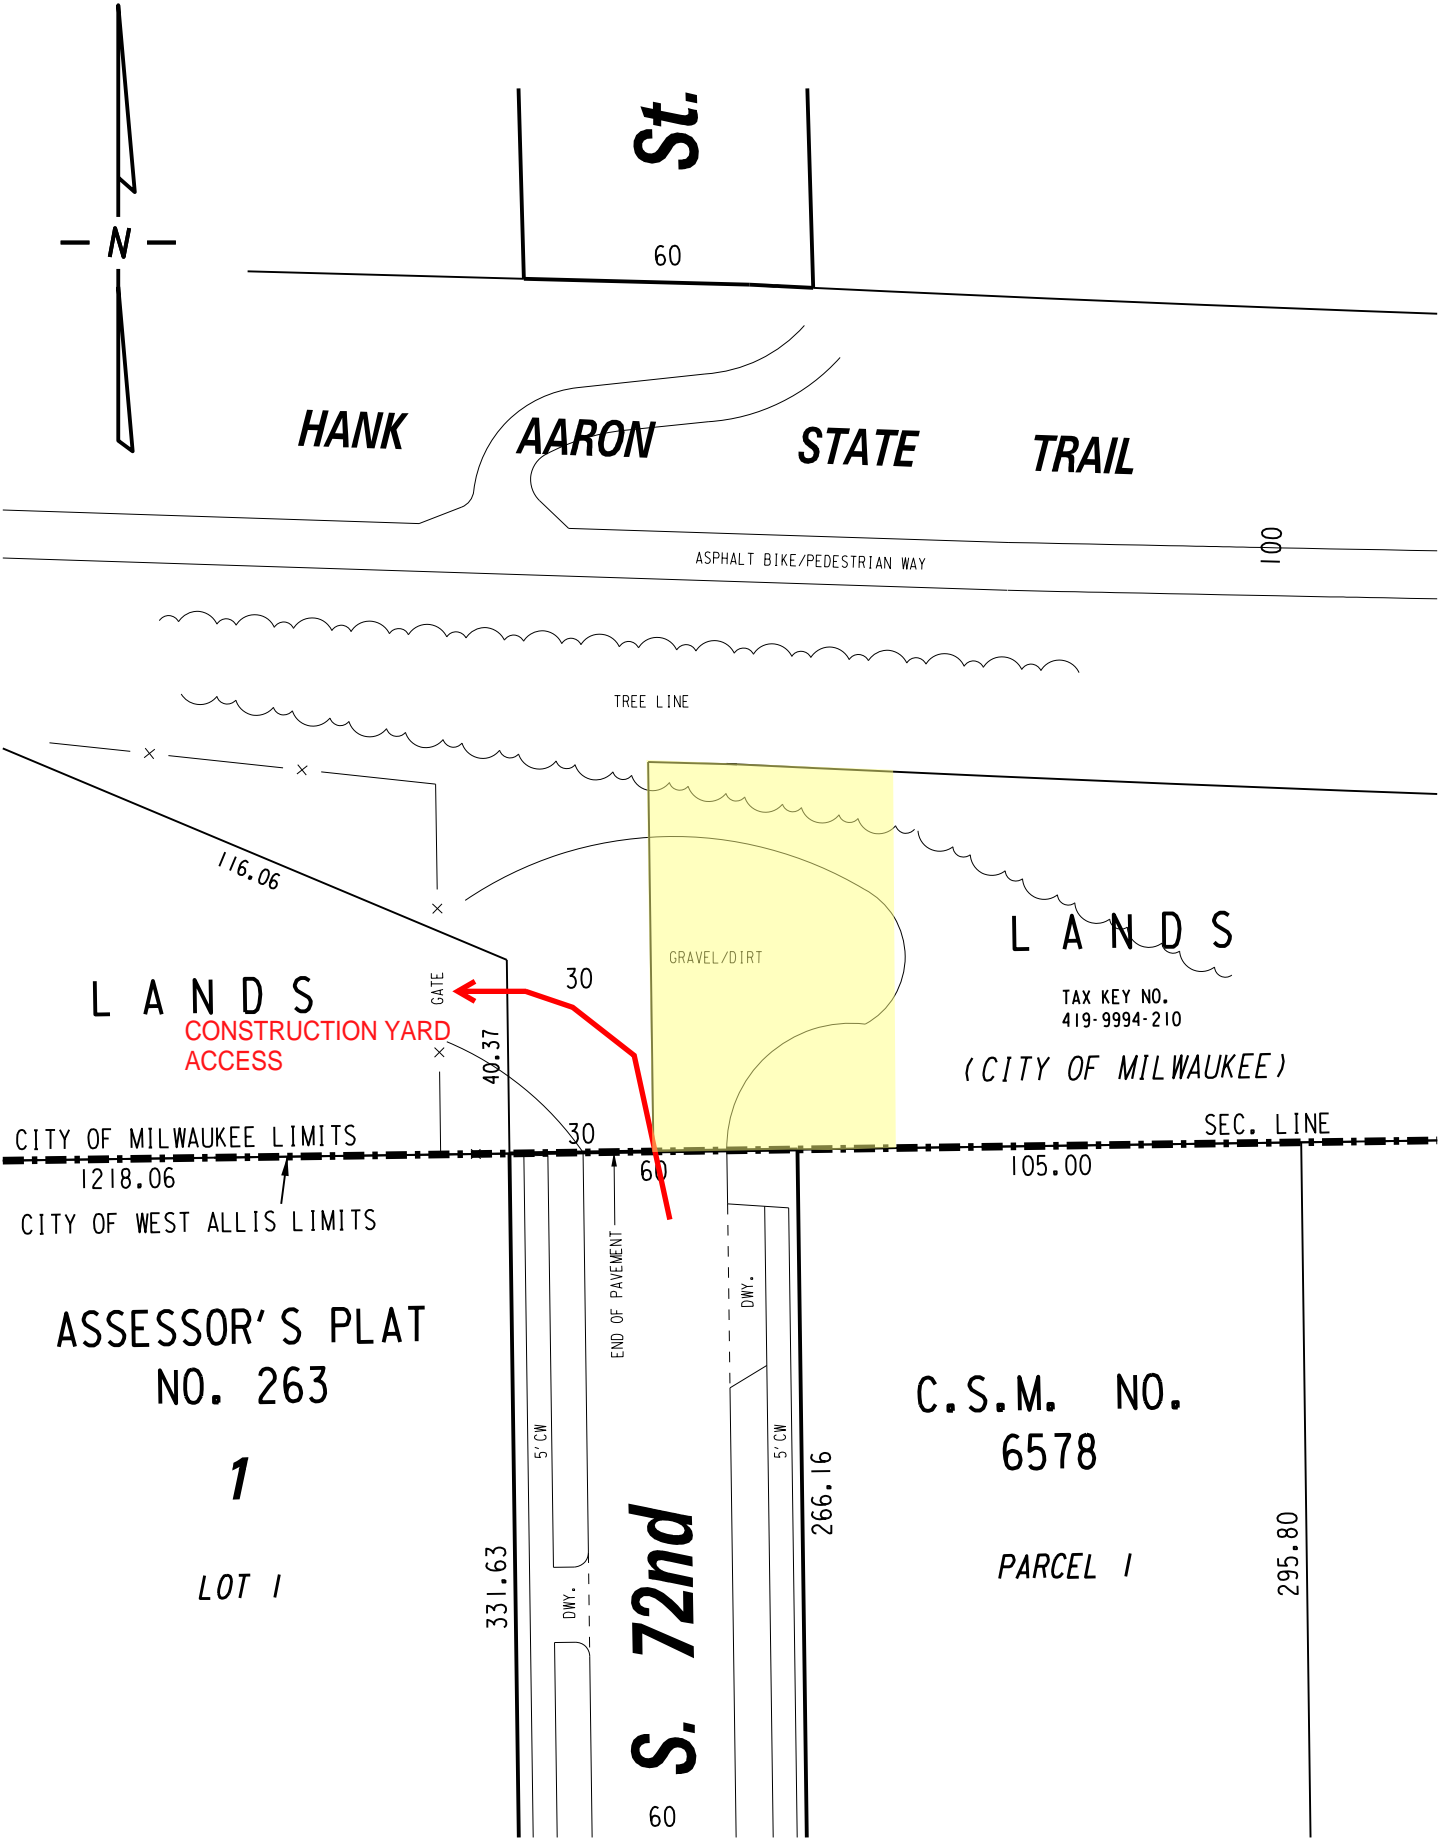 St.
N
60
HANK AARON STATE TRAIL
100
ASPHALT BIKE/PEDESTRIAN WAY
TREE LINE
116.06
LANDS
GRAVEL/DIRT
30
GATE
LANDS
TAX KEY NO.
419-9994-210
CONSTRUCTION YARD
ACCESS
40.37
(CITY OF MILWAUKEE)
CITY OF MILWAUKEE LIMITS
30
SEC. LINE
1218.06
60
105.00
CITY OF WEST ALLIS LIMITS
END OF PAVEMENT
DWY.
ASSESSOR'S PLAT
NO. 263
C.S.M. NO.
6578
5' CW
5' CW
1
266.16
S. 72nd
331.63
LOT 1
DWY.
PARCEL 1
295.80
60